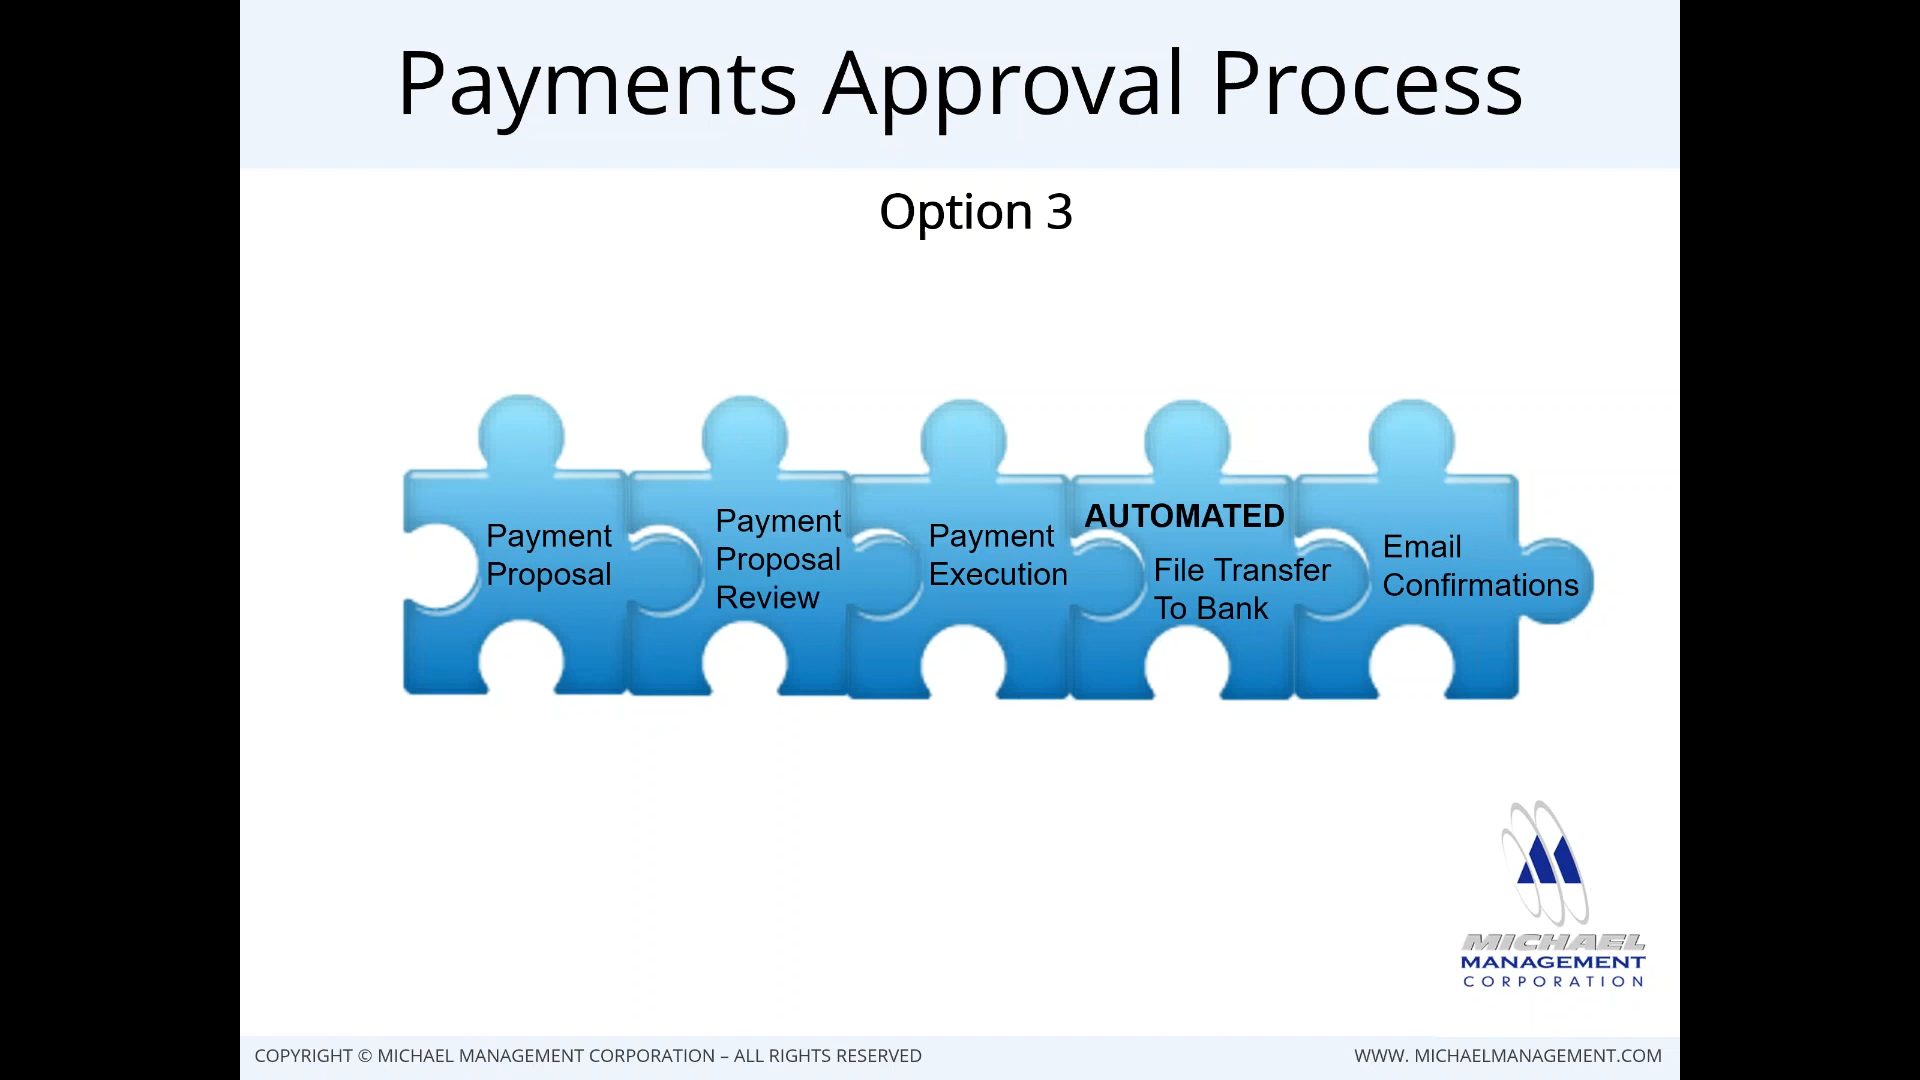 Payments Approval Process
Option 3
Payment
Proposal
Payment
Proposal
Review
Payment
Execution
AUTOMATED
File Transfer
To Bank
Email
Confirmations
MICHAEL
MANAGEMENT
CORPORATION
COPYRIGHT © MICHAEL MANAGEMENT CORPORATION – ALL RIGHTS RESERVED
WWW. MICHAELMANAGEMENT.COM